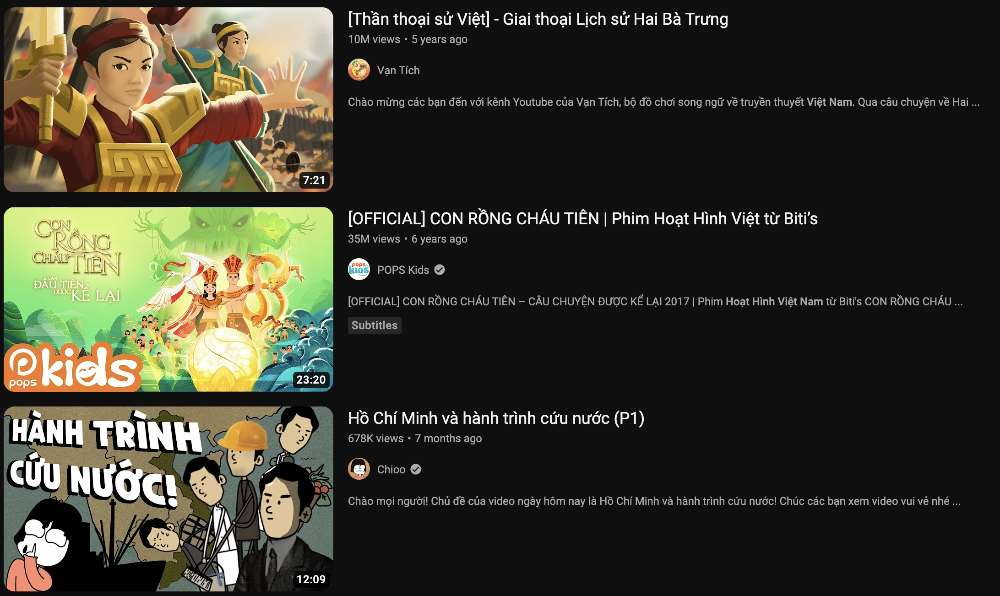 [Thần thoại sử Việt] - Giai thoại Lịch sử Hai Bà Trưng
10M views • 5 years ago
Vạn Tích
Chào mừng các bạn đến với kênh Youtube của Vạn Tích, bộ đồ chơi song ngữ về truyền thuyết Việt Nam. Qua câu chuyện về Hai ...
7:21
CON
RỒNG
CHÁU TIÊN
LẦN
ĐẦU TIÊN
ĐƯỢC KỂ LẠI
pops
kids
23:20
[OFFICIAL] CON RỒNG CHÁU TIÊN | Phim Hoạt Hình Việt từ Biti’s
35M views • 6 years ago
pops
KIDS
POPS Kids
[OFFICIAL] CON RỒNG CHÁU TIÊN – CÂU CHUYỆN ĐƯỢC KỂ LẠI 2017 | Phim Hoạt Hình Việt Nam từ Biti's CON RỒNG CHÁU ...
Subtitles
HÀNH TRÌNH
CỨU NƯỚC!
12:09
Hồ Chí Minh và hành trình cứu nước (P1)
678K views • 7 months ago
Chioo
Chào mọi người! Chủ đề của video ngày hôm nay là Hồ Chí Minh và hành trình cứu nước! Chúc các bạn xem video vui vẻ nhé ...